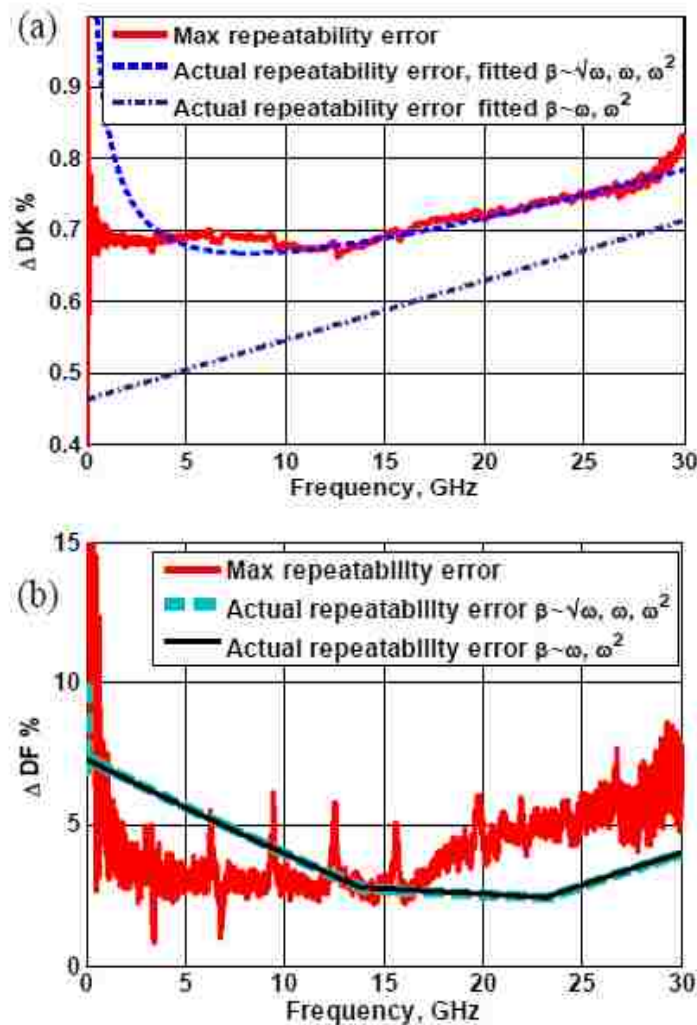 (a)
Max repeatability error
Actual repeatability error, fitted β~√ω, ω, ω²
Actual repeatability error fitted β~ω, ω²
Δ DK %
0.9
0.8
0.7
0.6
0.5
0.4
0 5 10 15 20 25 30
Frequency, GHz
(b)
Max repeatability error
Actual repeatability error β~√ω, ω, ω²
Actual repeatability error β~ω, ω²
Δ DF %
15
10
5
0
0 5 10 15 20 25 30
Frequency, GHz